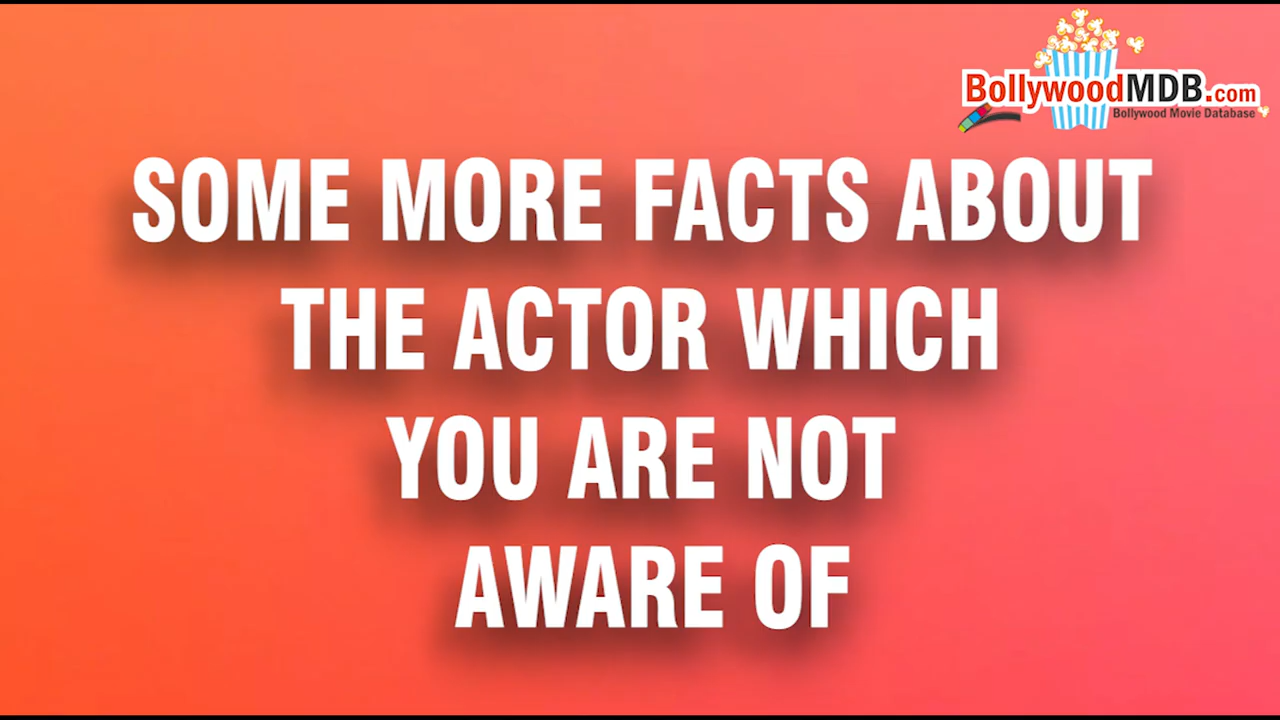 BollywoodMDB.com
Bollywood Movie Database
SOME MORE FACTS ABOUT
THE ACTOR WHICH
YOU ARE NOT
AWARE OF